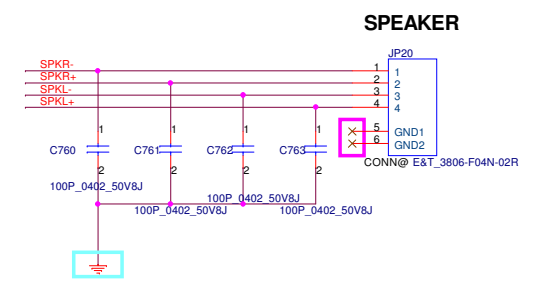 SPEAKER
JP20
SPKR- 1 1
SPKR+ 2 2
SPKL- 3 3
SPKL+ 4 4
5 GND1
6 GND2
CONN@ E&T_3806-F04N-02R
1 1 1 1
C760 C761 C762 C763
2 2 2 2
100P_0402_50V8J
100P_0402_50V8J
100P_0402_50V8J
100P_0402_50V8J